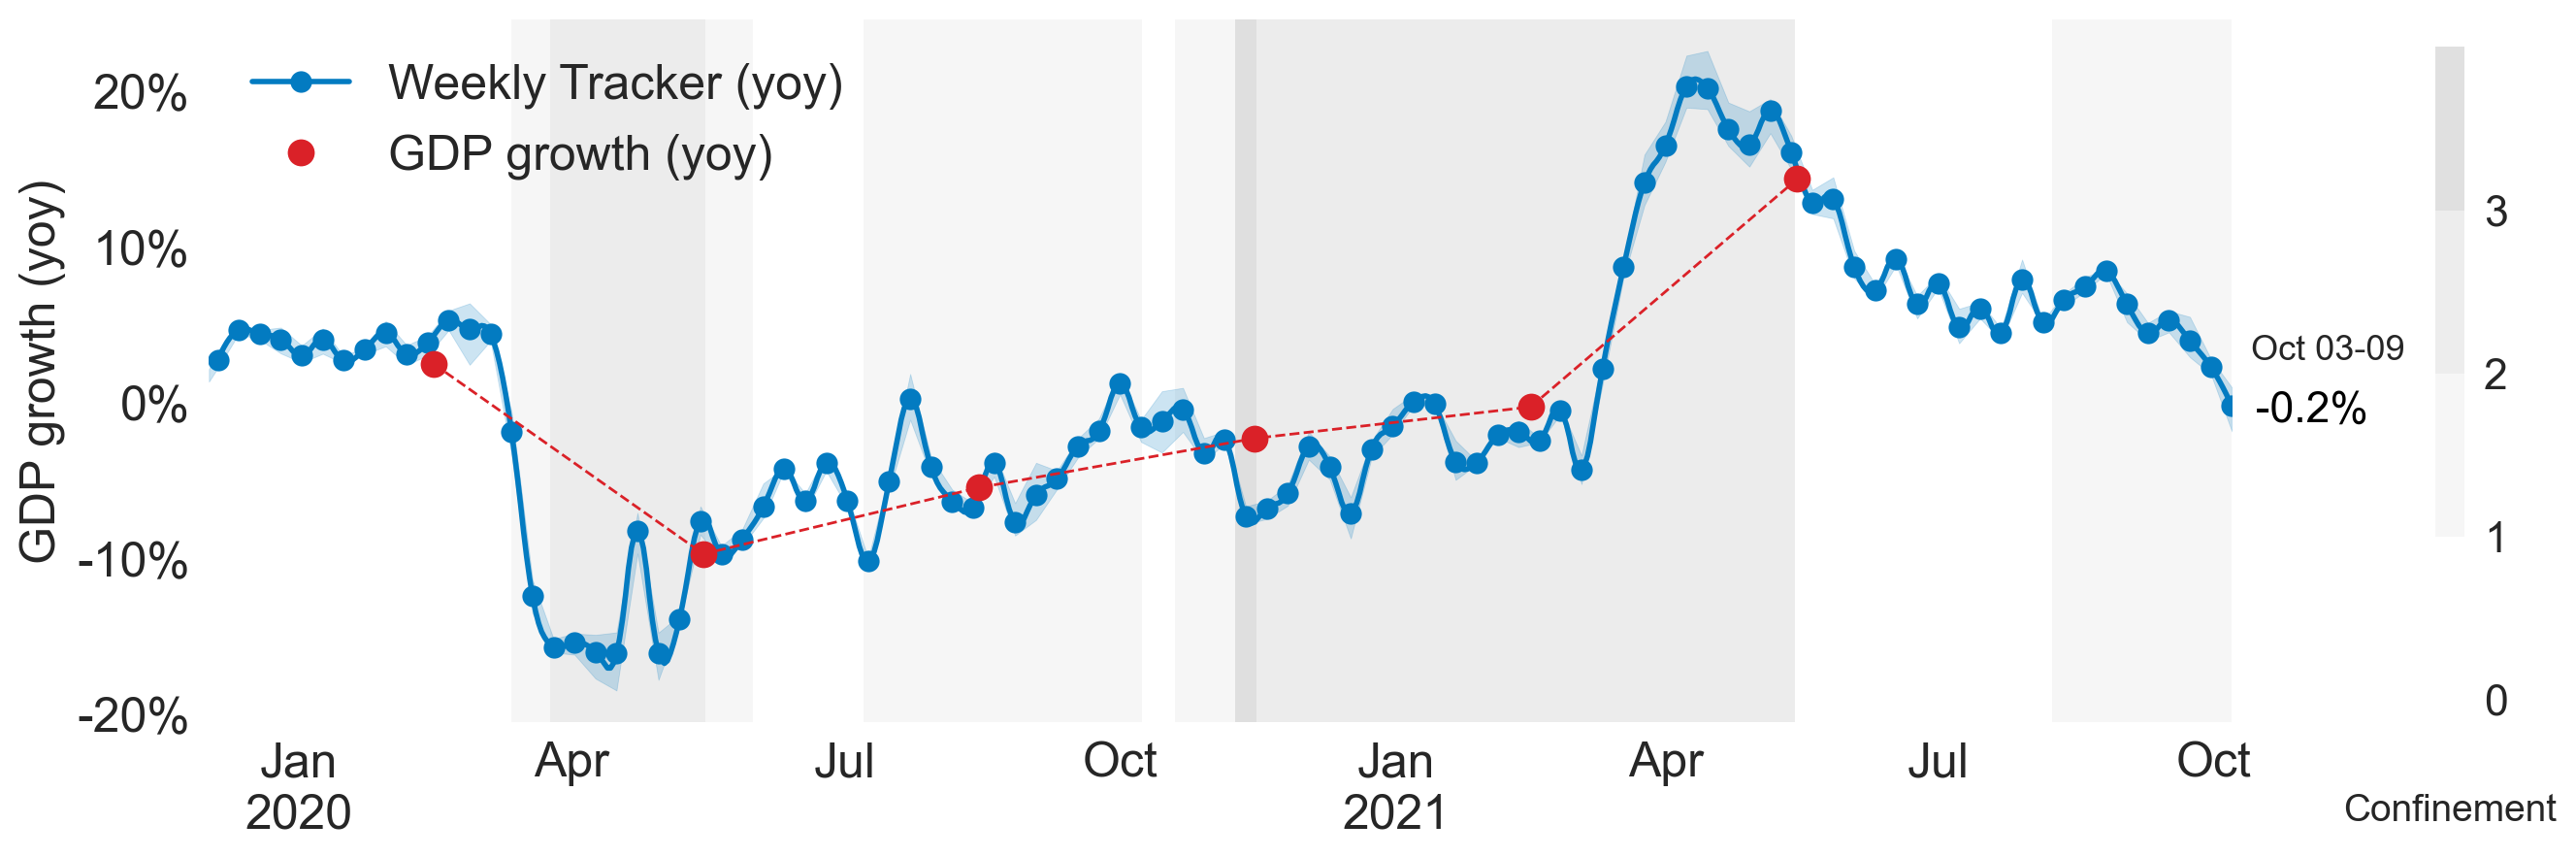 Weekly Tracker (yoy)
GDP growth (yoy)
GDP growth (yoy)
20%
10%
0%
-10%
-20%
Jan
2020
Apr
Jul
Oct
Jan
2021
Apr
Jul
Oct
Oct 03-09
-0.2%
3
2
1
0
Confinement